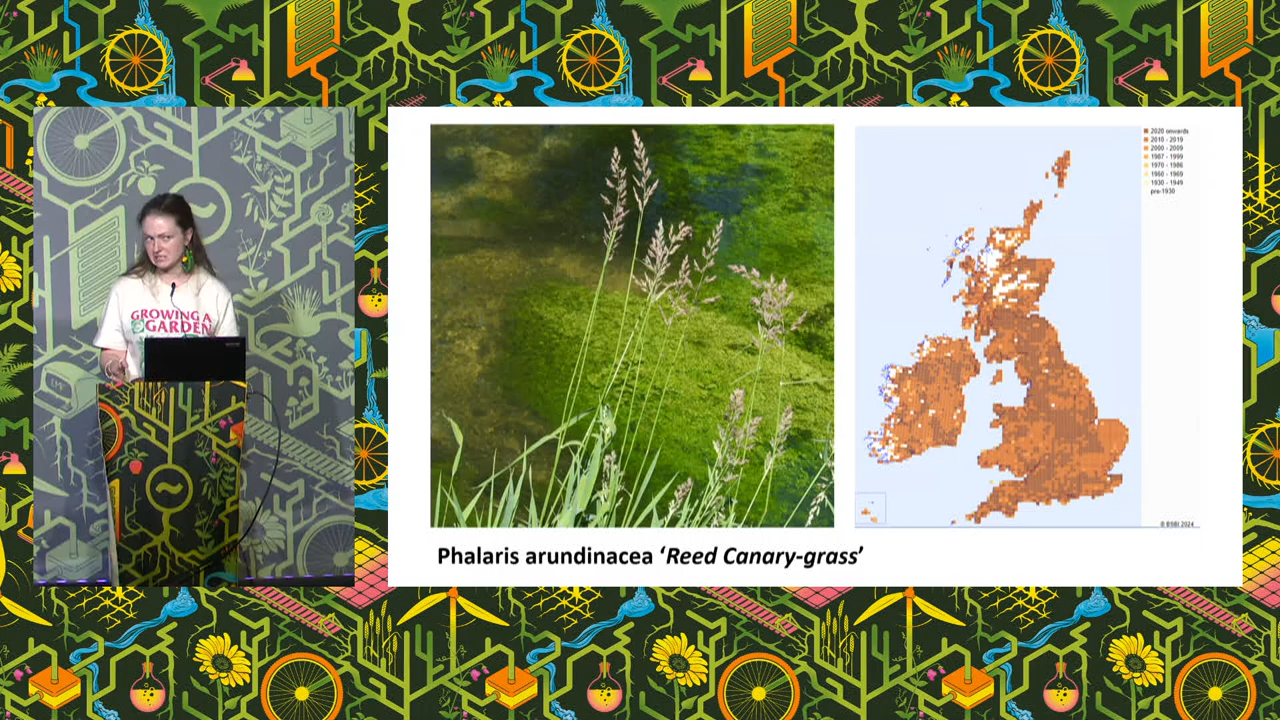 GROWING A
GARDEN
2020 onwards
2010 - 2019
2000 - 2009
1987 - 1999
1970 - 1986
1950 - 1969
1930 - 1949
pre-1930
© BSBI 2024
Phalaris arundinacea ‘Reed Canary-grass’